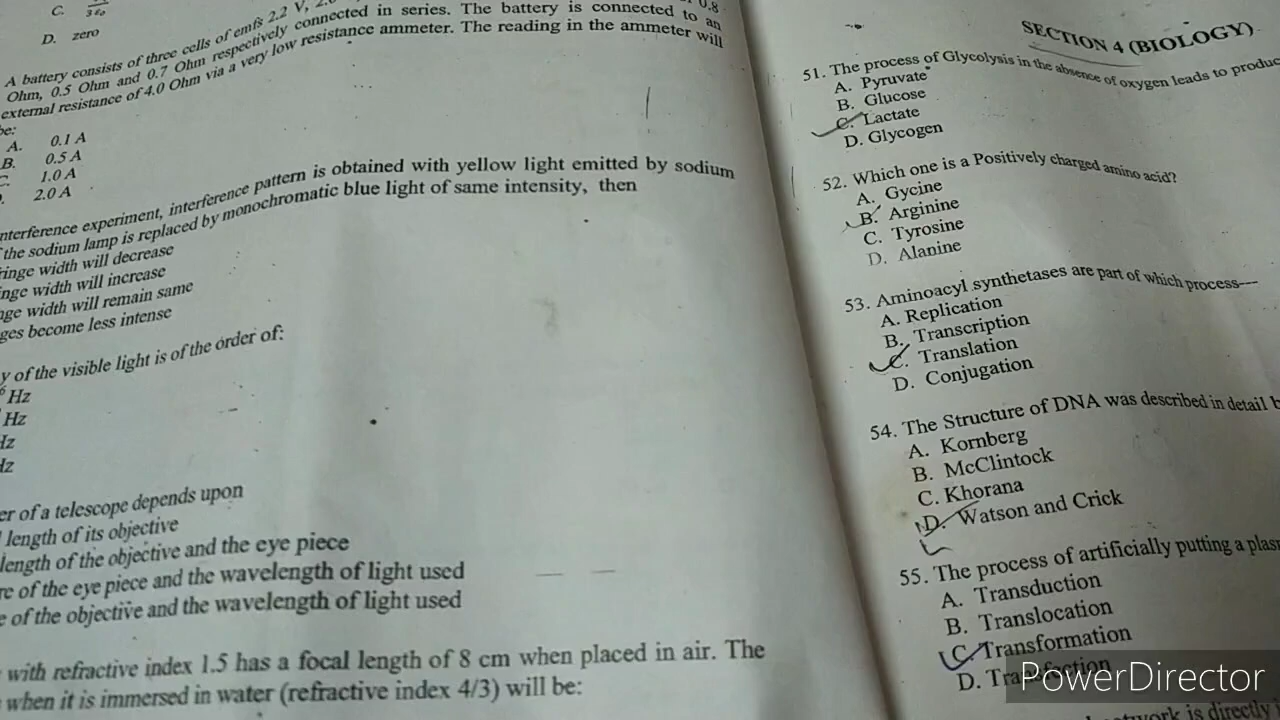 C. 3ε₀
D. zero
A battery consists of three cells of emfs 2.2 V,
0.8
Ohm, 0.5 Ohm and 0.7 Ohm respectively connected in series. The battery is connected to an
external resistance of 4.0 Ohm via a very low resistance ammeter. The reading in the ammeter will
be:
A. 0.1 A
B. 0.5 A
1.0 A
2.0 A
nterference experiment, interference pattern is obtained with yellow light emitted by sodium
the sodium lamp is replaced by monochromatic blue light of same intensity, then
ringe width will decrease
nge width will increase
nge width will remain same
ges become less intense
y of the visible light is of the order of:
Hz
Hz
Hz
Hz
er of a telescope depends upon
length of its objective
length of the objective and the eye piece
re of the eye piece and the wavelength of light used
e of the objective and the wavelength of light used
with refractive index 1.5 has a focal length of 8 cm when placed in air. The
when it is immersed in water (refractive index 4/3) will be:
SECTION 4 (BIOLOGY)
51. The process of Glycolysis in the absence of oxygen leads to produc
A. Pyruvate
B. Glucose
C. Lactate
D. Glycogen
52. Which one is a Positively charged amino acid?
A. Gycine
B. Arginine
C. Tyrosine
D. Alanine
53. Aminoacyl synthetases are part of which process---
A. Replication
B. Transcription
C. Translation
D. Conjugation
54. The Structure of DNA was described in detail b
A. Kornberg
B. McClintock
C. Khorana
D. Watson and Crick
55. The process of artificially putting a plasm
A. Transduction
B. Translocation
C. Transformation
D. Transfection
PowerDirector
network is directly